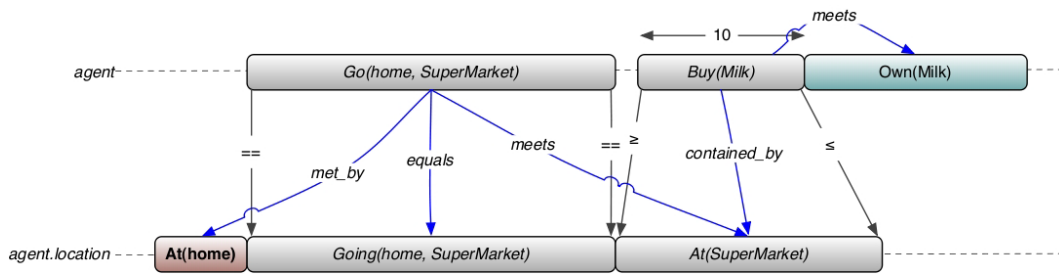 meets
10
agent
Go(home, SuperMarket)
Buy(Milk)
Own(Milk)
==
met_by
equals
meets
==
≥
contained_by
≤
agent.location
At(home)
Going(home, SuperMarket)
At(SuperMarket)